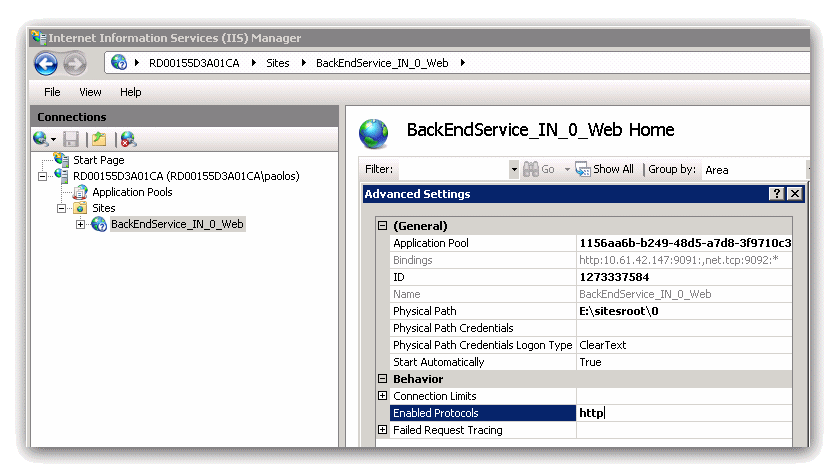 Internet Information Services (IIS) Manager
RD00155D3A01CA Sites BackEndService_IN_0_Web
File View Help
Connections
Start Page
RD00155D3A01CA (RD00155D3A01CA\paolos)
Application Pools
Sites
BackEndService_IN_0_Web
BackEndService_IN_0_Web Home
Filter: Go Show All Group by: Area
Advanced Settings
(General)
Application Pool 1156aa6b-b249-48d5-a7d8-3f9710c3
Bindings http:10.61.42.147:9091:,net.tcp:9092:*
ID 1273337584
Name BackEndService_IN_0_Web
Physical Path E:\sitesroot\0
Physical Path Credentials
Physical Path Credentials Logon Type ClearText
Start Automatically True
Behavior
Connection Limits
Enabled Protocols http
Failed Request Tracing